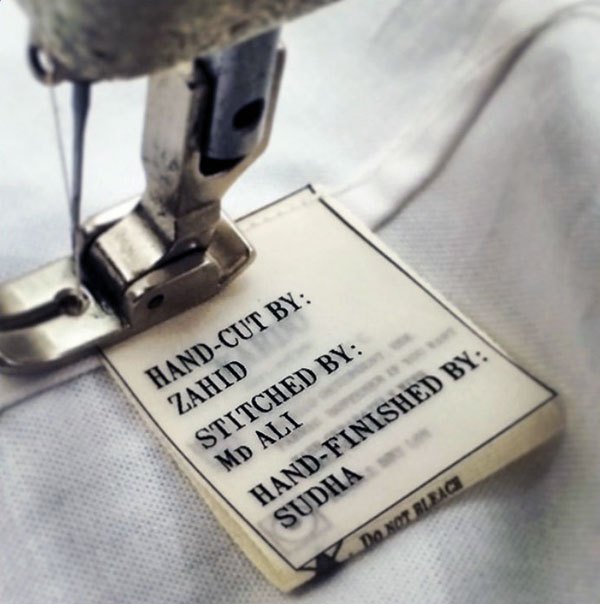 HAND-CUT BY:
ZAHID
STITCHED BY:
MD ALI
HAND-FINISHED BY:
SUDHA
DO NOT BLEACH